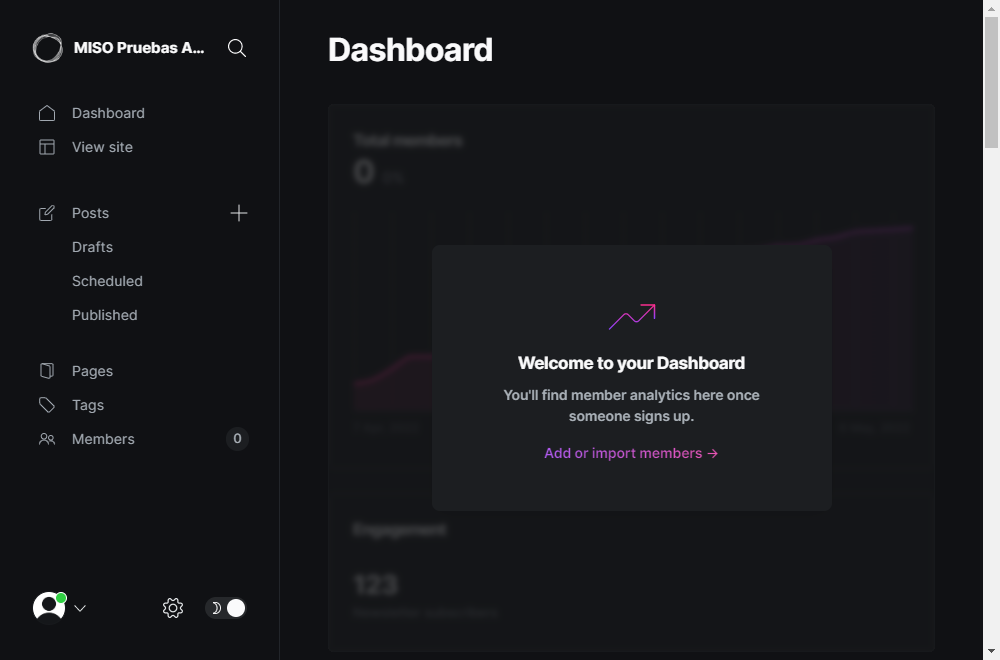 MISO Pruebas A...
Dashboard
View site
Posts
Drafts
Scheduled
Published
Pages
Tags
Members
0
Dashboard
Total members
0
Welcome to your Dashboard
You'll find member analytics here once
someone signs up.
Add or import members →
Engagement
123